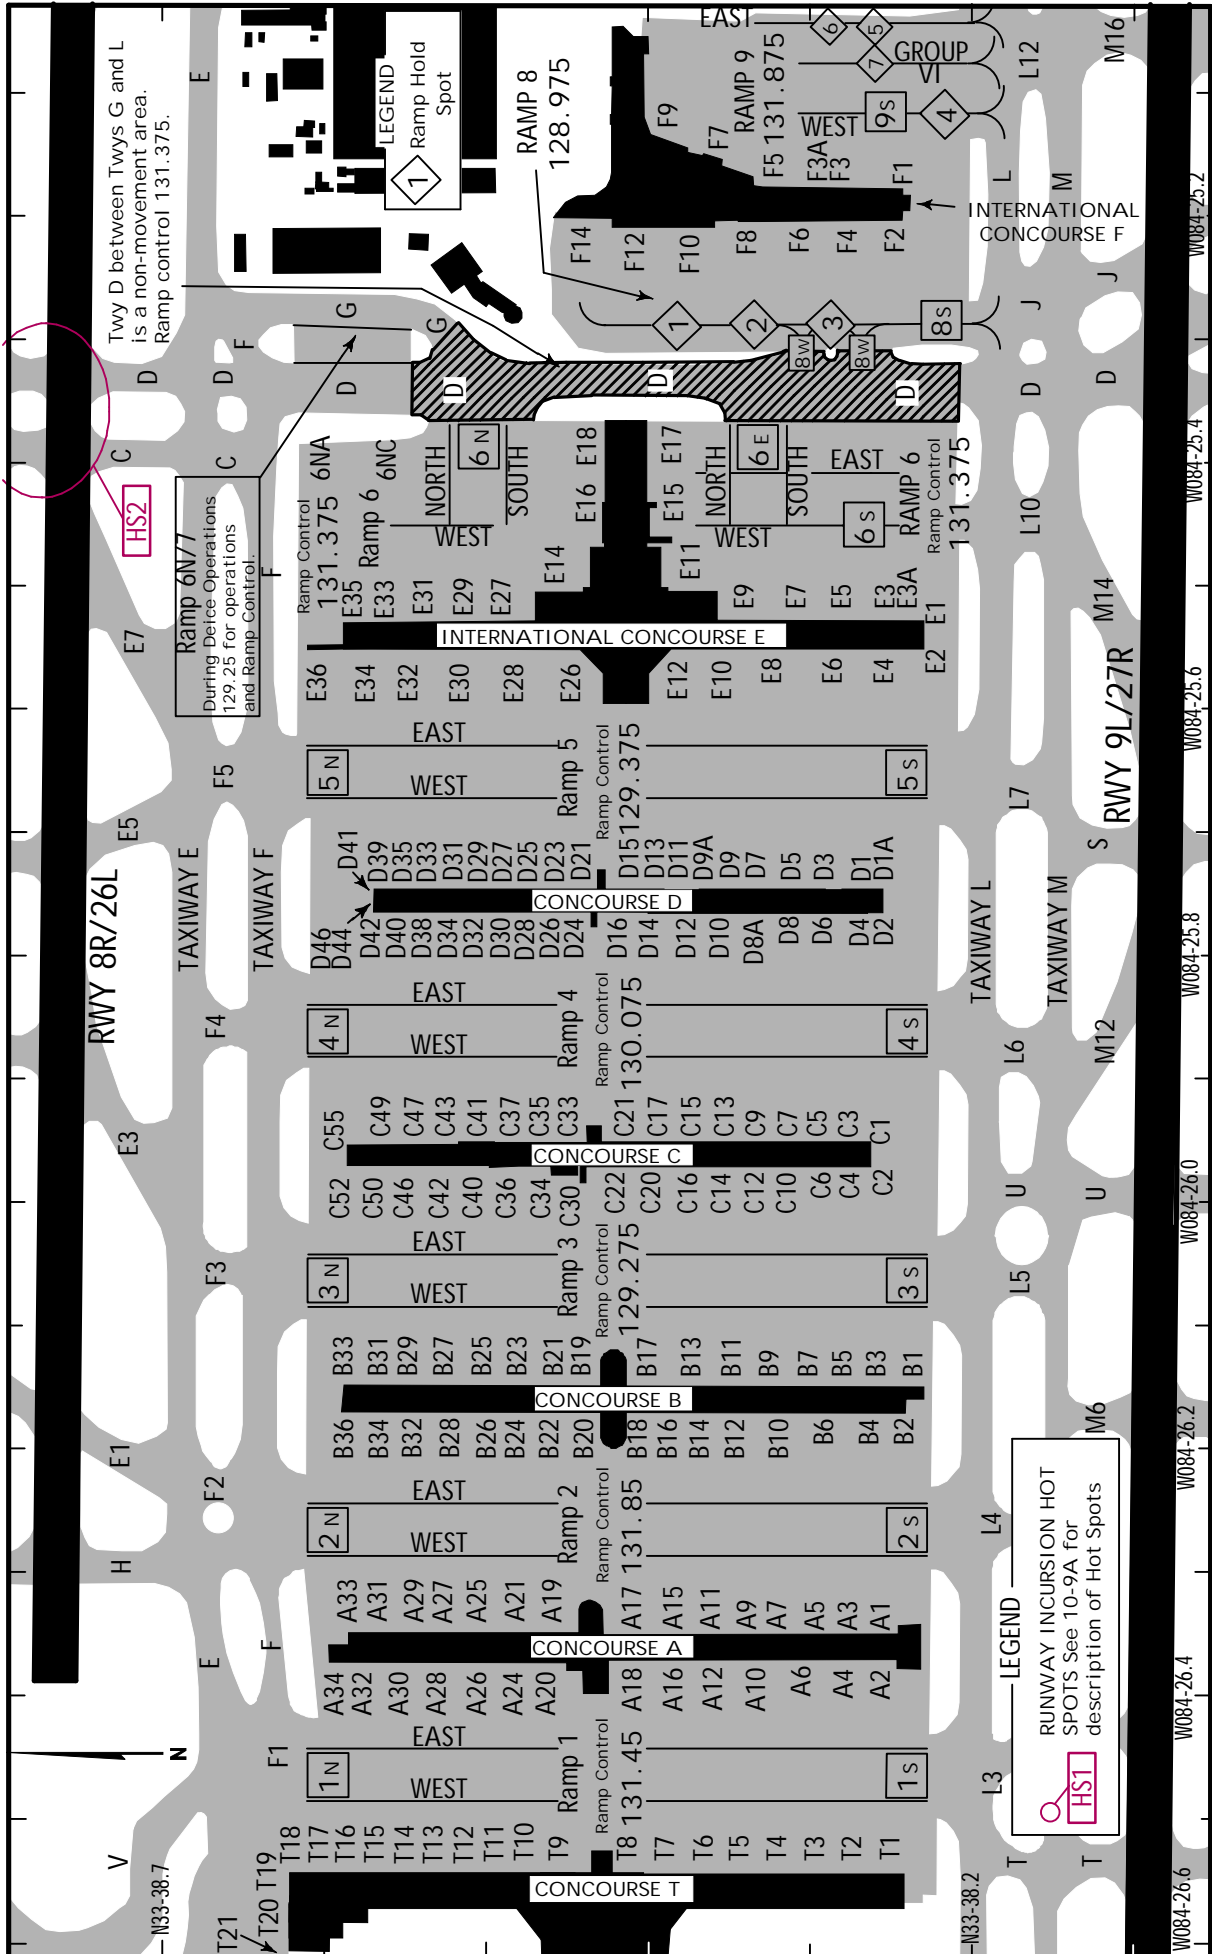 Twy D between Twys G and L
is a non-movement area.
Ramp control 131.375.
LEGEND
1
Ramp Hold
Spot
RAMP 8
128.975
EAST
6
5
7
GROUP
VI
RAMP 9
131.875
WEST
9S
4
L12
M16
E
F9
F7
F5
F3A
F3
F1
F14
F12
F10
F8
F6
F4
F2
INTERNATIONAL
CONCOURSE F
L
M
W084-25.2
1
2
3
8W
8W
8S
J
J
G
G
F
D
D
D
D
D
D
D
D
C
C
HS2
Ramp 6N/7
During Deice Operations
129.25 for operations
and Ramp Control.
F
Ramp Control
131.375
6NA
Ramp 6
6NC
NORTH
6N
SOUTH
WEST
E18
E17
E16
E15
NORTH
6E
SOUTH
WEST
EAST
6S
RAMP 6
Ramp Control
131.375
L10
W084-25.4
E35
E33
E31
E29
E27
E14
E11
E9
E7
E5
E3
E3A
E1
INTERNATIONAL CONCOURSE E
E36
E34
E32
E30
E28
E26
E12
E10
E8
E6
E4
E2
E7
M14
RWY 9L/27R
W084-25.6
EAST
5N
WEST
Ramp 5
Ramp Control
129.375
5S
F5
E5
L7
S
D41
D39
D35
D33
D31
D29
D27
D25
D23
D21
D15
D13
D11
D9A
D9
D7
D5
D3
D1
D1A
CONCOURSE D
D46
D44
D42
D40
D38
D34
D32
D30
D28
D26
D24
D16
D14
D12
D10
D8A
D8
D6
D4
D2
RWY 8R/26L
TAXIWAY E
TAXIWAY F
TAXIWAY L
TAXIWAY M
W084-25.8
EAST
4N
WEST
Ramp 4
Ramp Control
130.075
4S
F4
L6
M12
E3
C55
C49
C47
C43
C41
C37
C35
C33
C21
C17
C15
C13
C9
C7
C5
C3
C1
CONCOURSE C
C52
C50
C46
C42
C40
C36
C34
C30
C22
C20
C16
C14
C12
C10
C6
C4
C2
U
U
W084-26.0
EAST
3N
WEST
Ramp 3
Ramp Control
129.275
3S
F3
L5
B33
B31
B29
B27
B25
B23
B21
B19
B17
B13
B11
B9
B7
B5
B3
B1
CONCOURSE B
B36
B34
B32
B28
B26
B24
B22
B20
B18
B16
B14
B12
B10
B6
B4
B2
M6
W084-26.2
E1
F2
H
EAST
2N
WEST
Ramp 2
Ramp Control
131.85
2S
L4
A33
A31
A29
A27
A25
A21
A19
A17
A15
A11
A9
A7
A5
A3
A1
CONCOURSE A
A34
A32
A30
A28
A26
A24
A20
A18
A16
A12
A10
A6
A4
A2
E
F
LEGEND
RUNWAY INCURSION HOT
SPOTS See 10-9A for
description of Hot Spots
HS1
W084-26.4
N
F1
EAST
1N
WEST
Ramp 1
Ramp Control
131.45
1S
L3
V
N33-38.7
T21
T20
T19
T18
T17
T16
T15
T14
T13
T12
T11
T10
T9
T8
T7
T6
T5
T4
T3
T2
T1
CONCOURSE T
N33-38.2
T
T
W084-26.6